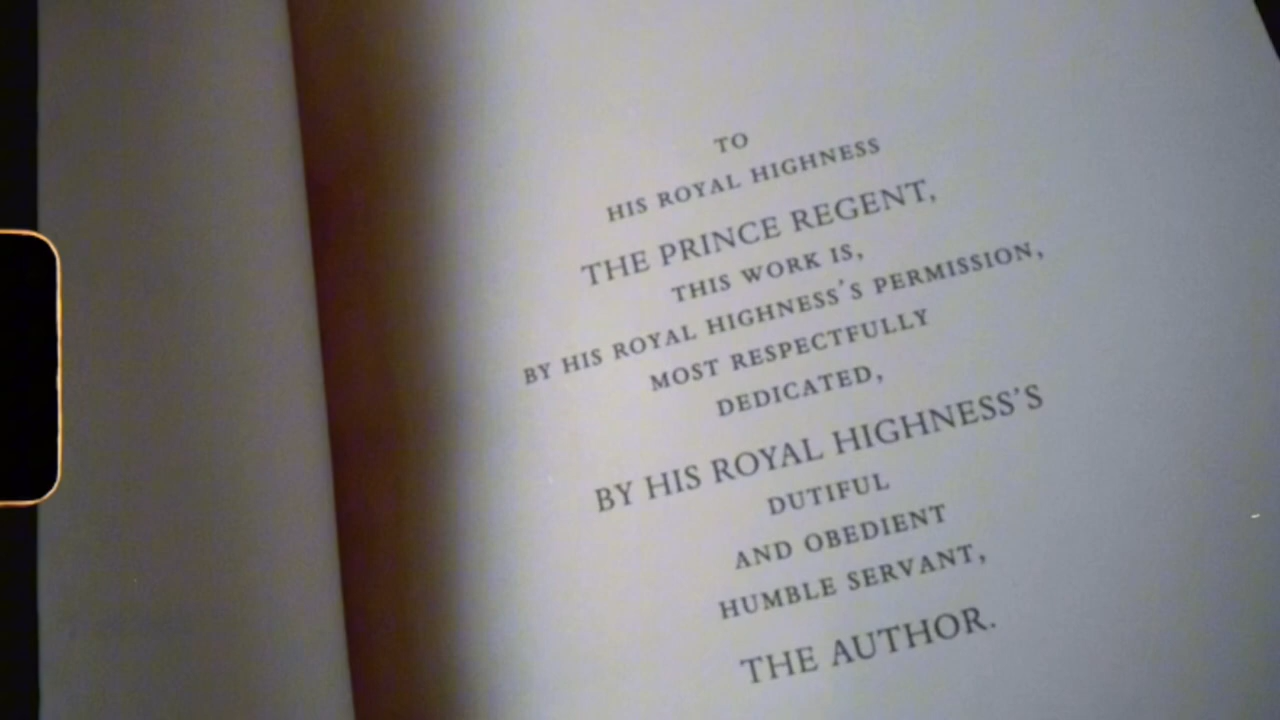 TO
HIS ROYAL HIGHNESS
THE PRINCE REGENT,
THIS WORK IS,
BY HIS ROYAL HIGHNESS'S PERMISSION,
MOST RESPECTFULLY
DEDICATED,
BY HIS ROYAL HIGHNESS'S
DUTIFUL
AND OBEDIENT
HUMBLE SERVANT,
THE AUTHOR.